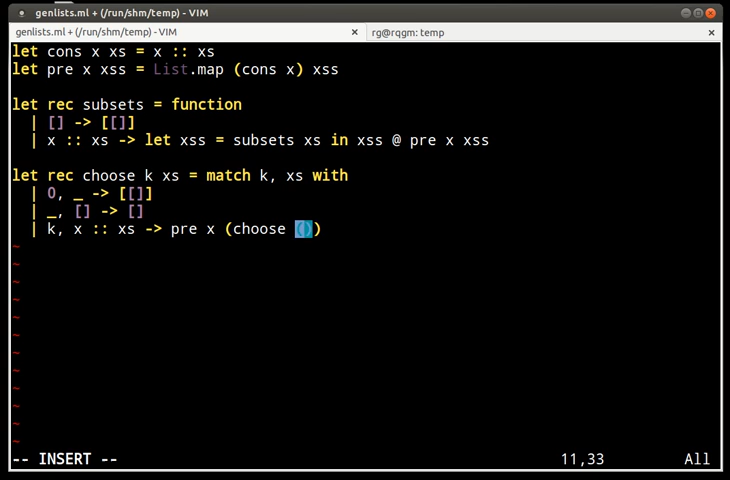 genlists.ml + (/run/shm/temp) - VIM
genlists.ml + (/run/shm/temp) - VIM
rg@rqgm: temp
let cons x xs = x :: xs
let pre x xss = List.map (cons x) xss
let rec subsets = function
| [] -> [[]]
| x :: xs -> let xss = subsets xs in xss @ pre x xss
let rec choose k xs = match k, xs with
| 0, _ -> [[]]
| _, [] -> []
| k, x :: xs -> pre x (choose ())
~
~
~
~
~
~
~
~
~
~
~
~
-- INSERT -- 11,33 All